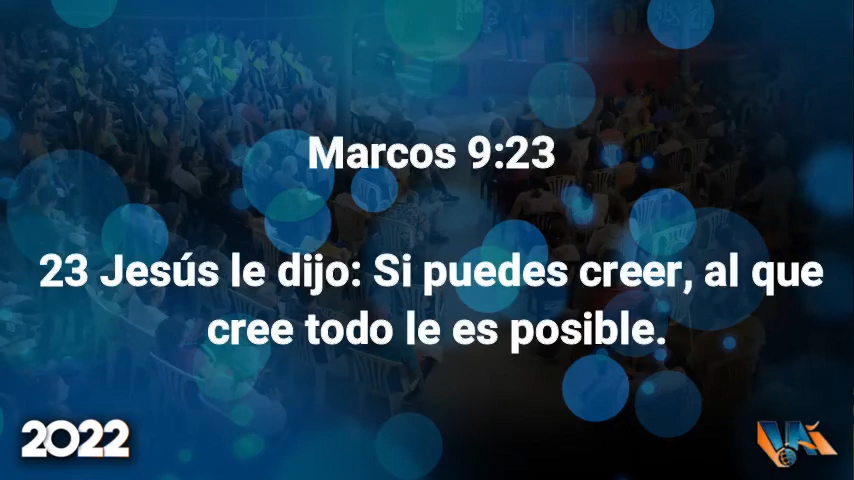 Marcos 9:23
23 Jesús le dijo: Si puedes creer, al que
cree todo le es posible.
2022